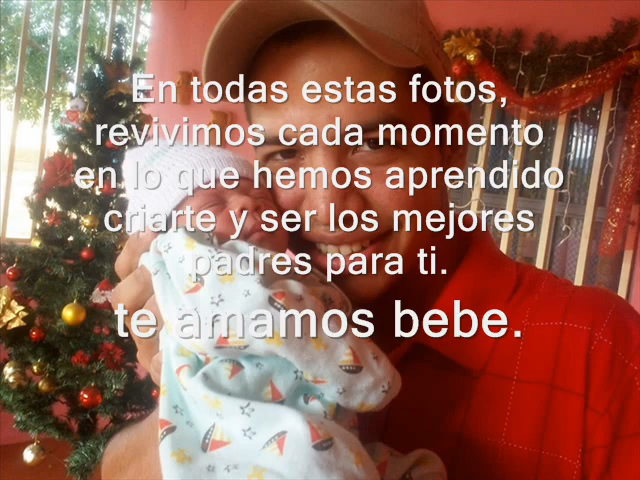 En todas estas fotos,
revivimos cada momento
en lo que hemos aprendido
criarte y ser los mejores
padres para ti.
te amamos bebe.